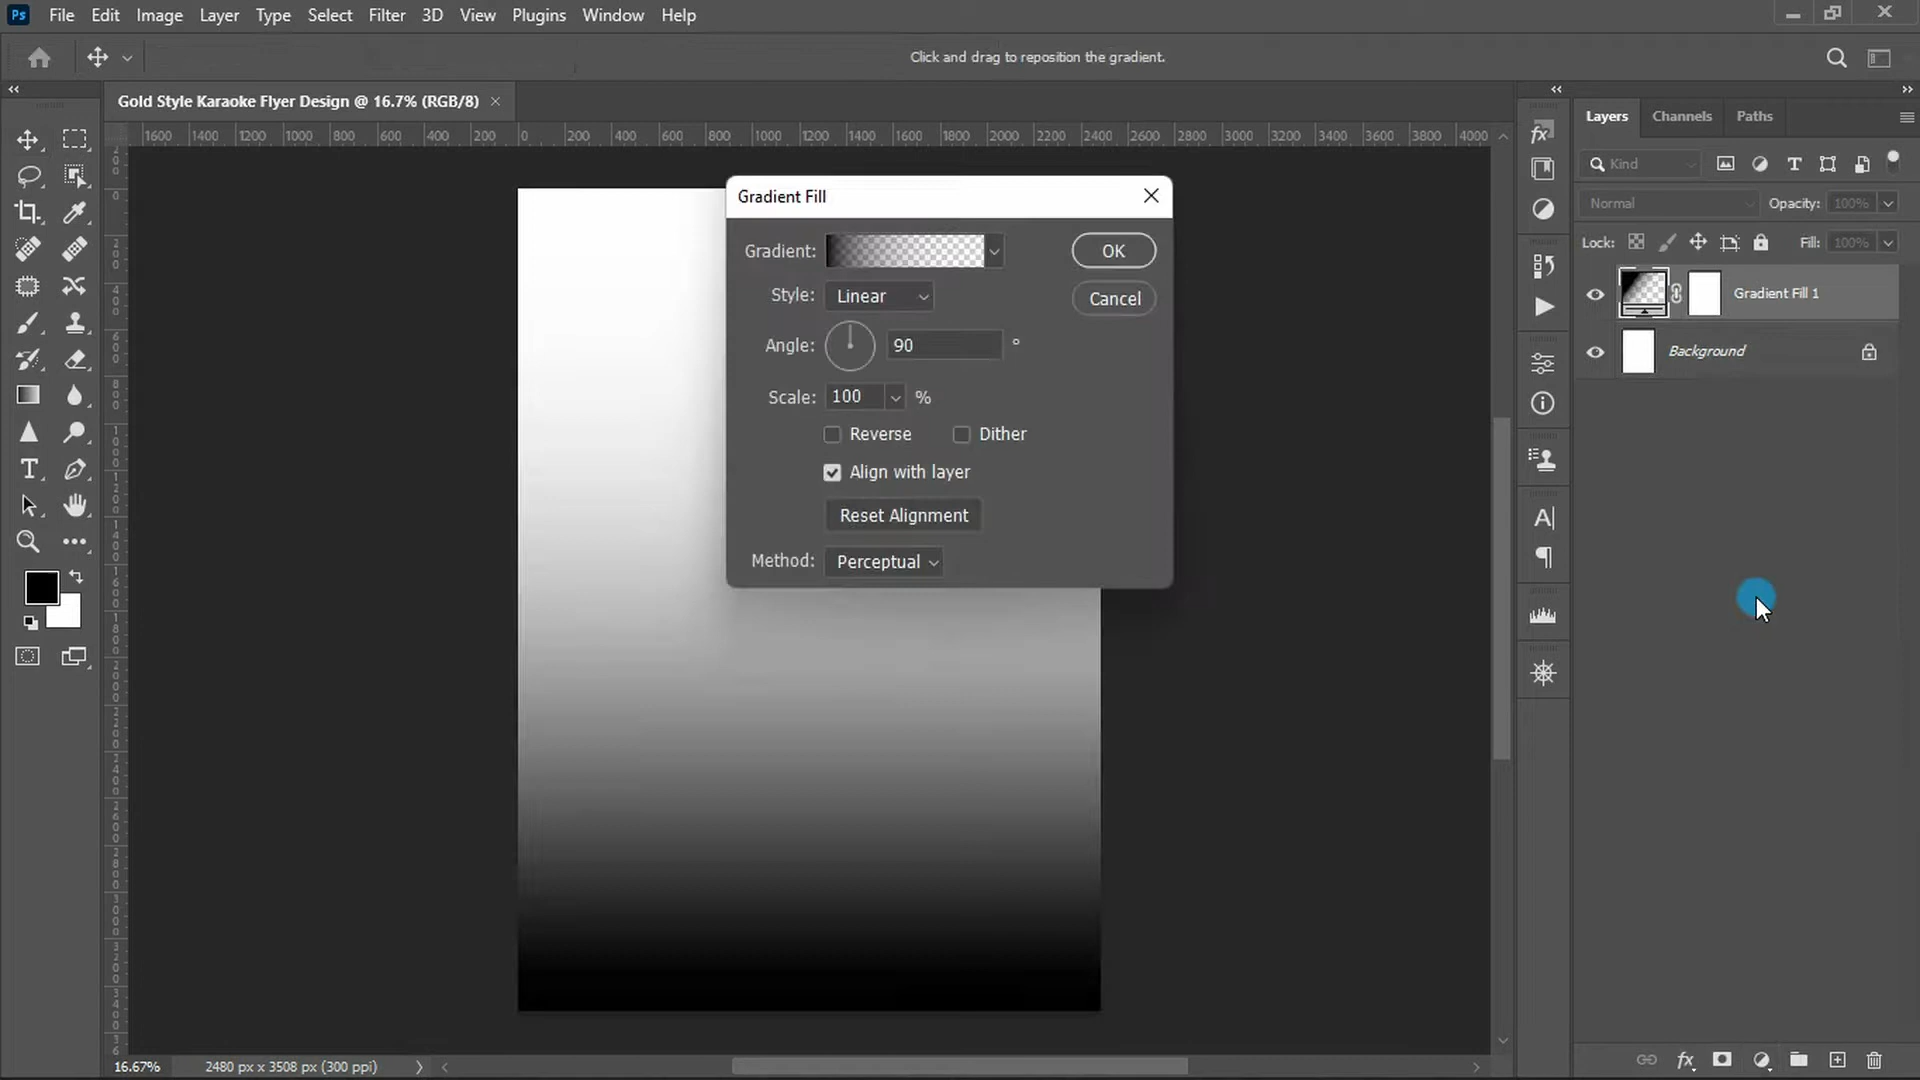 Ps File Edit Image Layer Type Select Filter 3D View Plugins Window Help
Click and drag to reposition the gradient.
Gold Style Karaoke Flyer Design @ 16.7% (RGB/8)
1600 1400 1200 1000 800 600 400 200 0 200 400 600 800 1000 1200 1400 1600 1800 2000 2200 2400 2600 2800 3000 3200 3400 3600 3800 4000
Layers Channels Paths
Kind
Normal Opacity: 100%
Lock: Fill: 100%
Gradient Fill 1
Background
Gradient Fill
Gradient: OK
Style: Linear Cancel
Angle: 90 °
Scale: 100 %
Reverse Dither
Align with layer
Reset Alignment
Method: Perceptual
16.67% 2480 px x 3508 px (300 ppi)